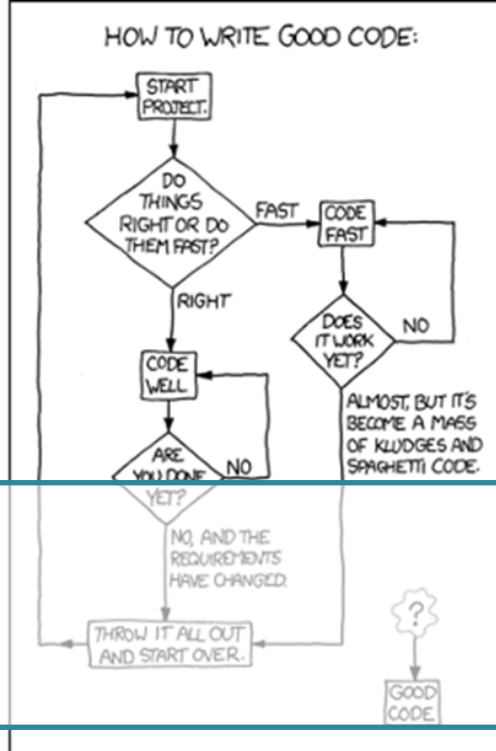 HOW TO WRITE GOOD CODE:
START
PROJECT.
DO
THINGS
RIGHT OR DO
THEM FAST?
FAST
CODE
FAST
RIGHT
DOES
IT WORK
YET?
NO
CODE
WELL
ALMOST, BUT IT'S
BECOME A MASS
OF KLUDGES AND
SPAGHETTI CODE.
ARE
YOU DONE
YET?
NO
NO, AND THE
REQUIREMENTS
HAVE CHANGED.
THROW IT ALL OUT
AND START OVER.
?
GOOD
CODE